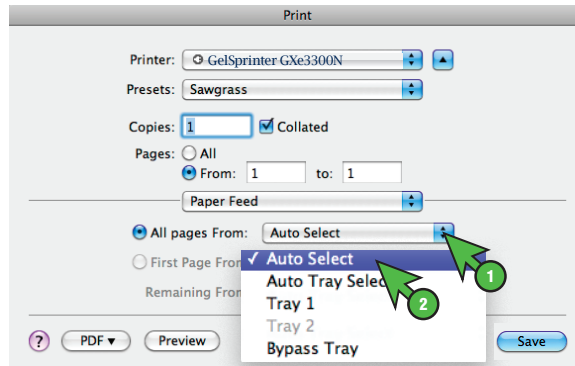 Print
Printer: GelSprinter GXe3300N
Presets: Sawgrass
Copies: 1 Collated
Pages: All
From: 1 to: 1
Paper Feed
All pages From: Auto Select
First Page From
✓ Auto Select
1
Auto Tray Select
2
Remaining From
Tray 1
Tray 2
Bypass Tray
? PDF ▾ Preview Save